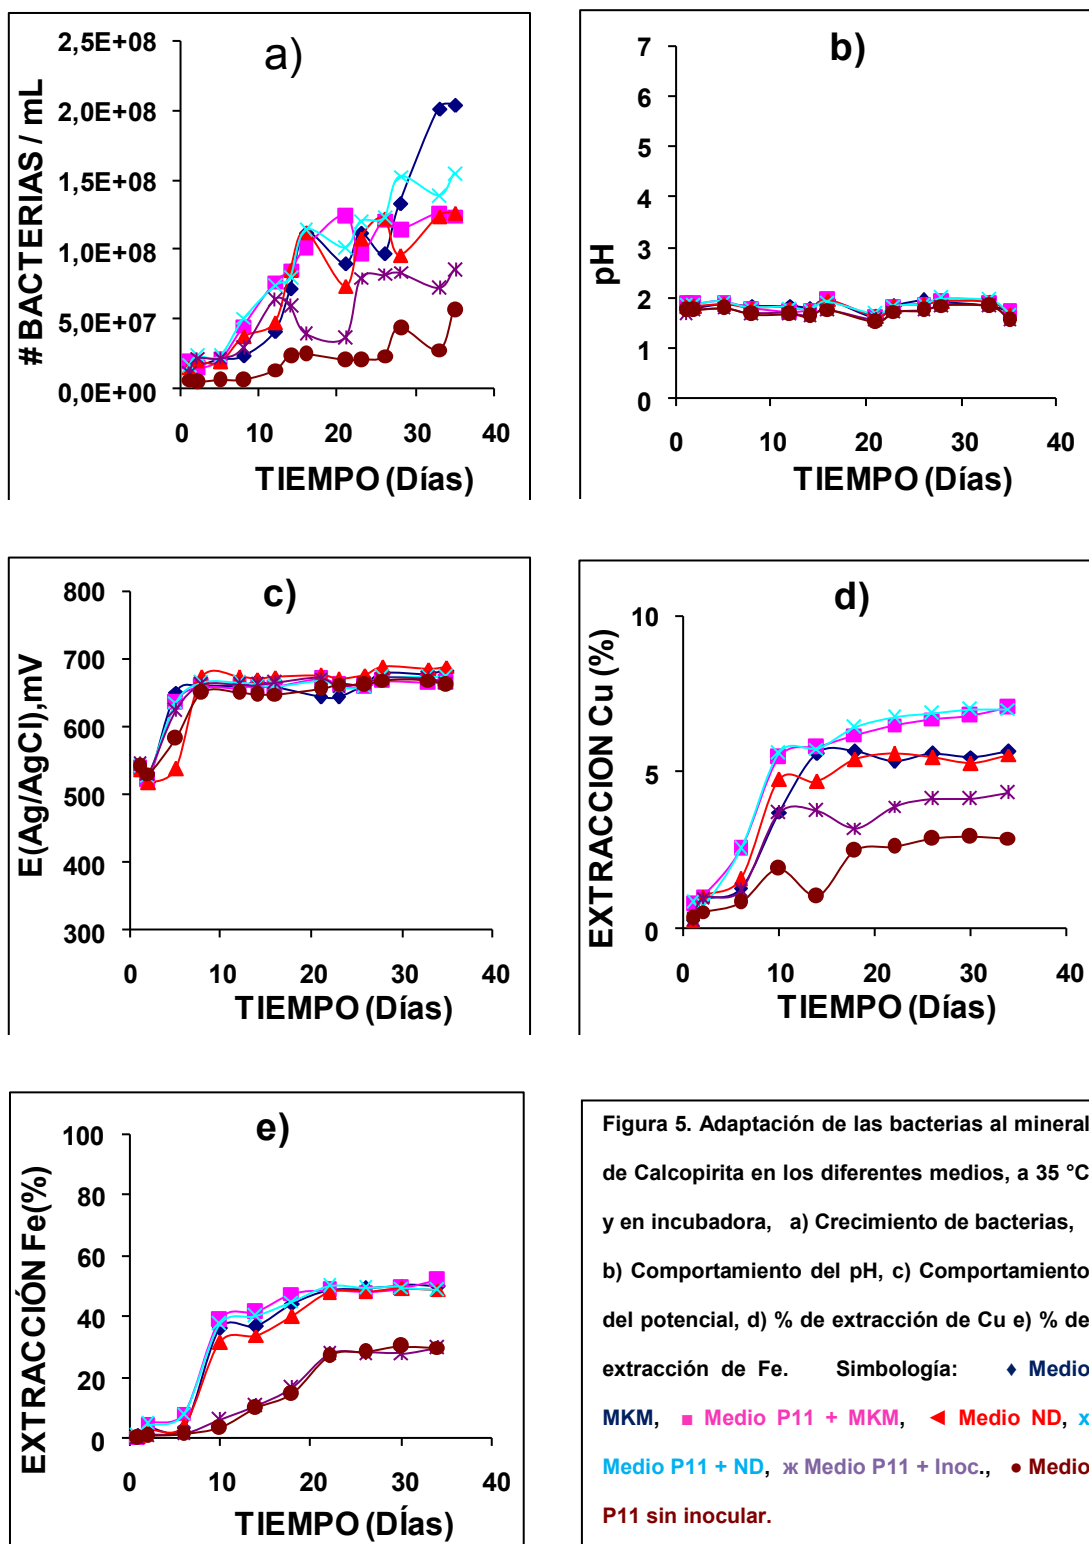 a)
# BACTERIAS / mL
2,5E+08
2,0E+08
1,5E+08
1,0E+08
5,0E+07
0,0E+00
0 10 20 30 40
TIEMPO (Días)
b)
pH
7
6
5
4
3
2
1
0
0 10 20 30 40
TIEMPO (Días)
c)
E(Ag/AgCl),mV
800
700
600
500
400
300
0 10 20 30 40
TIEMPO (Días)
d)
EXTRACCION Cu (%)
10
5
0
0 10 20 30 40
TIEMPO (Días)
e)
EXTRACCIÓN Fe(%)
100
80
60
40
20
0
0 10 20 30 40
TIEMPO (DÍas)
Figura 5. Adaptación de las bacterias al mineral
de Calcopirita en los diferentes medios, a 35 °C
y en incubadora, a) Crecimiento de bacterias,
b) Comportamiento del pH, c) Comportamiento
del potencial, d) % de extracción de Cu e) % de
extracción de Fe. Simbología: ♦ Medio
MKM, ■ Medio P11 + MKM, ◄ Medio ND, x
Medio P11 + ND, ж Medio P11 + Inoc., ● Medio
P11 sin inocular.